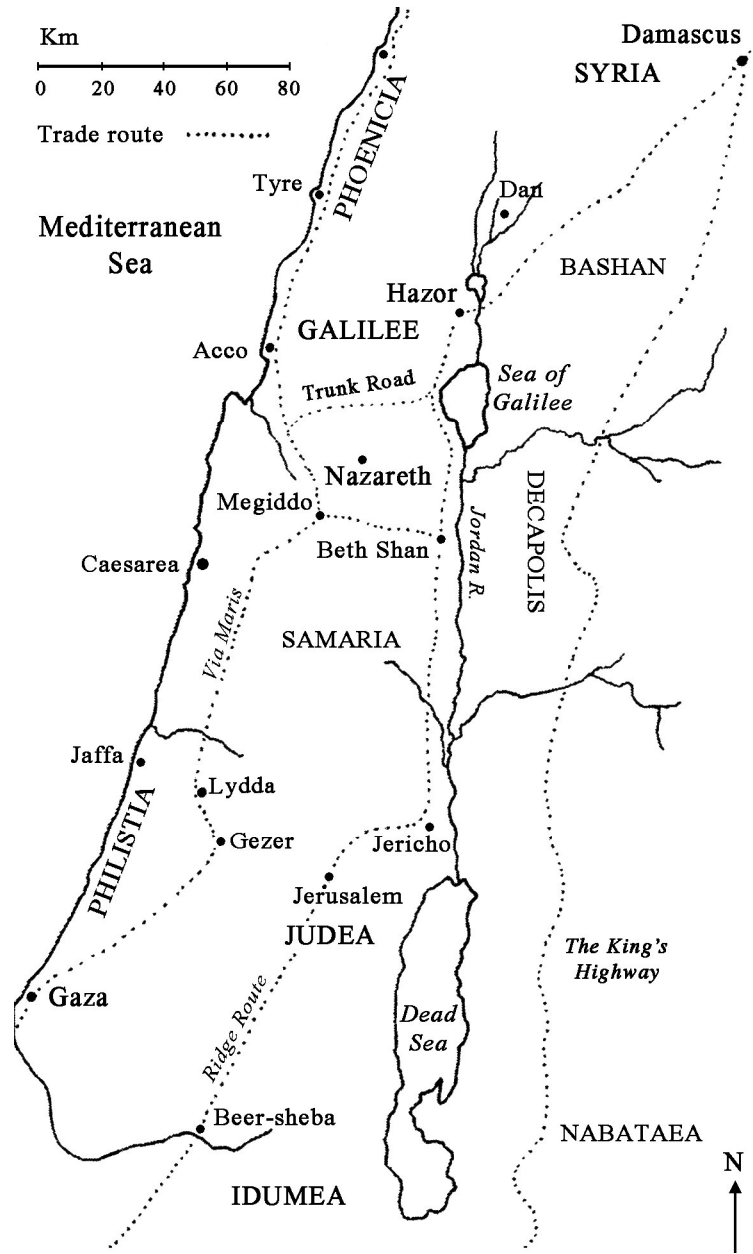 Km
0 20 40 60 80
Trade route
Damascus
SYRIA
PHOENICIA
Tyre
Dan
Mediterranean
Sea
BASHAN
Hazor
GALILEE
Acco
Trunk Road
Sea of
Galilee
Nazareth
Megiddo
DECAPOLIS
Jordan R.
Beth Shan
Caesarea
Via Maris
SAMARIA
Jaffa
Lydda
PHILISTIA
Gezer
Jericho
Jerusalem
JUDEA
The King's
Highway
Gaza
Dead
Sea
Ridge Route
Beer-sheba
NABATAEA
N
IDUMEA